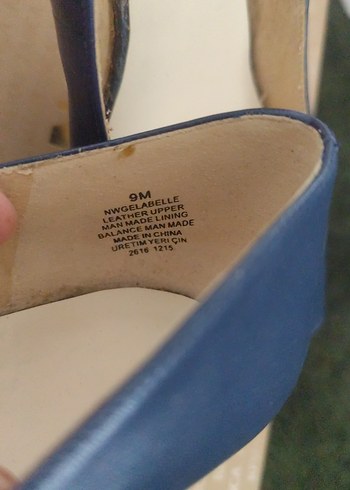 9M
NWGELABELLE
LEATHER UPPER
MAN MADE LINING
BALANCE MAN MADE
MADE IN CHINA
URETIM YERI ÇIN
2616 1215